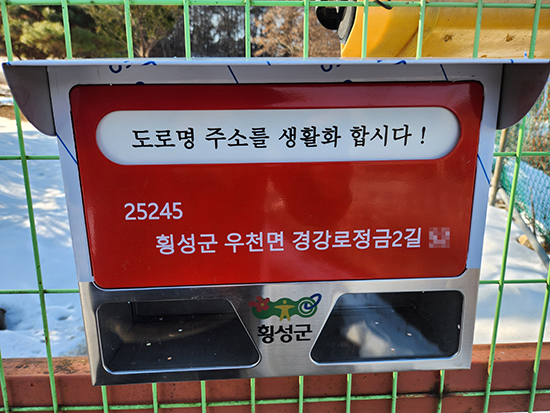 도로명 주소를 생활화 합시다 !
25245
횡성군 우천면 경강로정금2길
횡성군